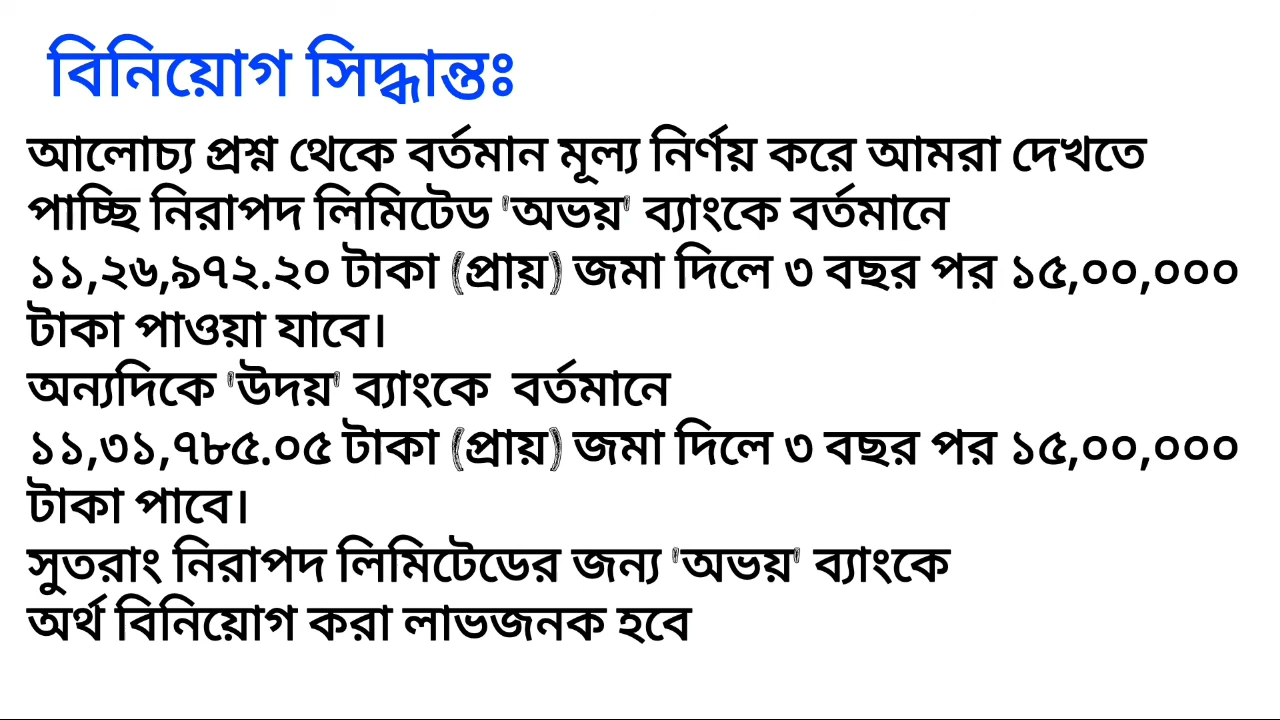 বিনিয়োগ সিদ্ধান্তঃ
আলোচ্য প্রশ্ন থেকে বর্তমান মূল্য নির্ণয় করে আমরা দেখতে
পাচ্ছি নিরাপদ লিমিটেড 'অভয়' ব্যাংকে বর্তমানে
১১,২৬,৯৭২.২০ টাকা (প্রায়) জমা দিলে ৩ বছর পর ১৫,০০,০০০
টাকা পাওয়া যাবে।
অন্যদিকে 'উদয়' ব্যাংকে বর্তমানে
১১,৩১,৭৮৫.০৫ টাকা (প্রায়) জমা দিলে ৩ বছর পর ১৫,০০,০০০
টাকা পাবে।
সুতরাং নিরাপদ লিমিটেডের জন্য 'অভয়' ব্যাংকে
অর্থ বিনিয়োগ করা লাভজনক হবে